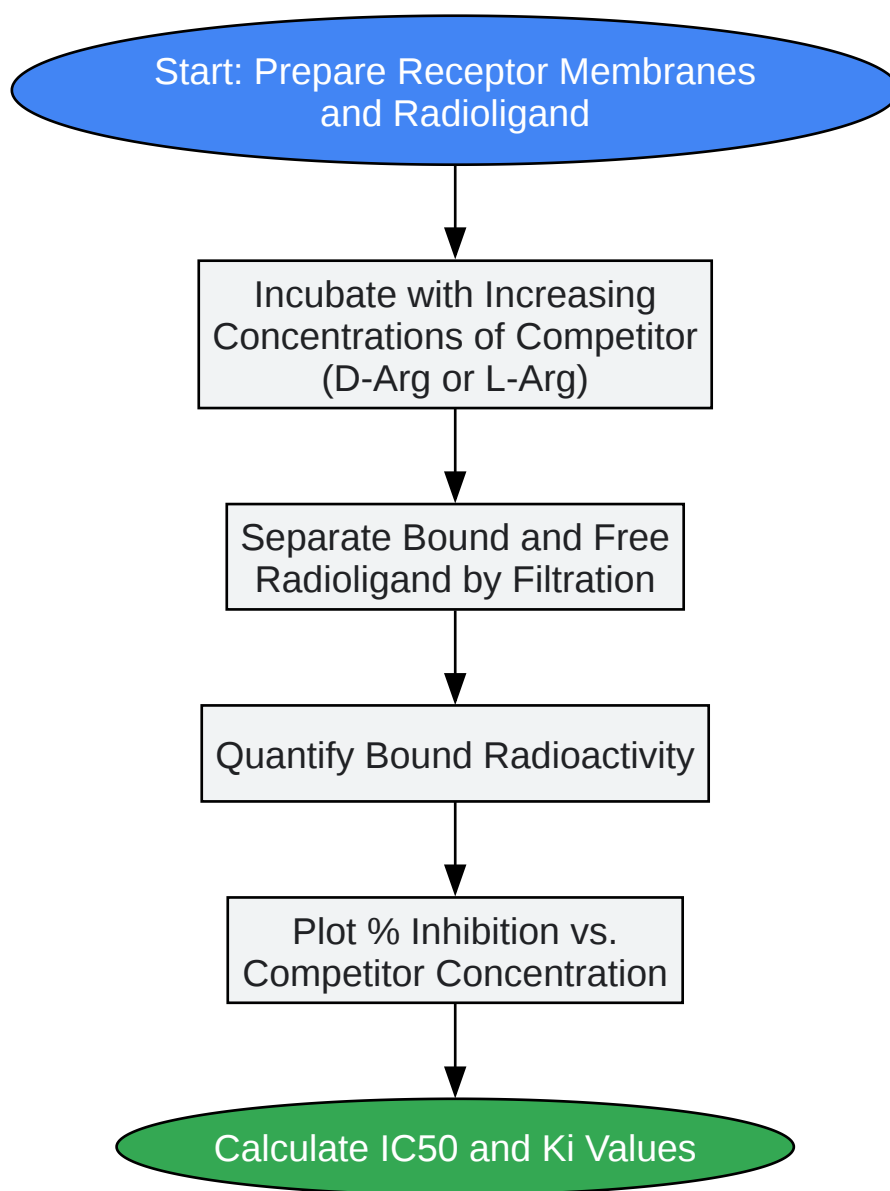 Start: Prepare Receptor Membranes
and Radioligand
Incubate with Increasing
Concentrations of Competitor
(D-Arg or L-Arg)
Separate Bound and Free
Radioligand by Filtration
Quantify Bound Radioactivity
Plot % Inhibition vs.
Competitor Concentration
Calculate IC50 and Ki Values